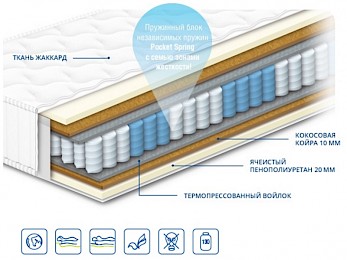 Пружинный блок
независимых пружин
Pocket Spring
с семью зонами
жесткости!
ТКАНЬ ЖАККАРД
КОКОСОВАЯ
КОЙРА 10 ММ
ЯЧЕИСТЫЙ
ПЕНОПОЛИУРЕТАН 20 ММ
ТЕРМОПРЕССОВАННЫЙ ВОЙЛОК
130